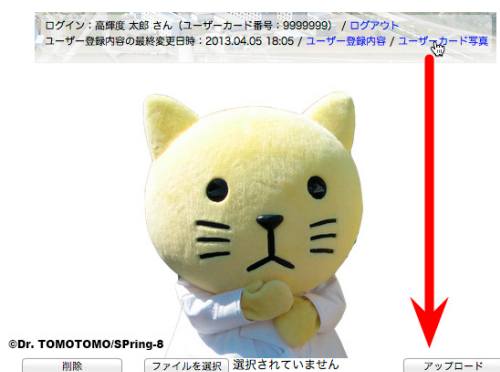 ログイン：高輝度 太郎 さん（ユーザーカード番号：9999999） / ログアウト
ユーザー登録内容の最終変更日時：2013.04.05 18:05 / ユーザー登録内容 / ユーザーカード写真
©Dr. TOMOTOMO/SPring-8
削除 ファイルを選択 選択されていません アップロード